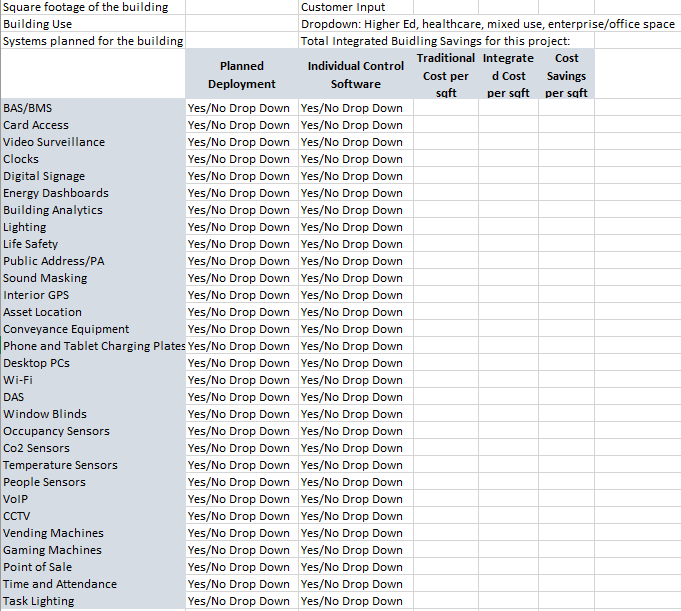 Square footage of the building Customer Input
Building Use Dropdown: Higher Ed, healthcare, mixed use, enterprise/office space
Systems planned for the building Total Integrated Buidling Savings for this project:
Planned Deployment Individual Control Software Traditional Cost per sqft Integrate d Cost per sqft Cost Savings per sqft
BAS/BMS Yes/No Drop Down Yes/No Drop Down
Card Access Yes/No Drop Down Yes/No Drop Down
Video Surveillance Yes/No Drop Down Yes/No Drop Down
Clocks Yes/No Drop Down Yes/No Drop Down
Digital Signage Yes/No Drop Down Yes/No Drop Down
Energy Dashboards Yes/No Drop Down Yes/No Drop Down
Building Analytics Yes/No Drop Down Yes/No Drop Down
Lighting Yes/No Drop Down Yes/No Drop Down
Life Safety Yes/No Drop Down Yes/No Drop Down
Public Address/PA Yes/No Drop Down Yes/No Drop Down
Sound Masking Yes/No Drop Down Yes/No Drop Down
Interior GPS Yes/No Drop Down Yes/No Drop Down
Asset Location Yes/No Drop Down Yes/No Drop Down
Conveyance Equipment Yes/No Drop Down Yes/No Drop Down
Phone and Tablet Charging Plates Yes/No Drop Down Yes/No Drop Down
Desktop PCs Yes/No Drop Down Yes/No Drop Down
Wi-Fi Yes/No Drop Down Yes/No Drop Down
DAS Yes/No Drop Down Yes/No Drop Down
Window Blinds Yes/No Drop Down Yes/No Drop Down
Occupancy Sensors Yes/No Drop Down Yes/No Drop Down
Co2 Sensors Yes/No Drop Down Yes/No Drop Down
Temperature Sensors Yes/No Drop Down Yes/No Drop Down
People Sensors Yes/No Drop Down Yes/No Drop Down
VoIP Yes/No Drop Down Yes/No Drop Down
CCTV Yes/No Drop Down Yes/No Drop Down
Vending Machines Yes/No Drop Down Yes/No Drop Down
Gaming Machines Yes/No Drop Down Yes/No Drop Down
Point of Sale Yes/No Drop Down Yes/No Drop Down
Time and Attendance Yes/No Drop Down Yes/No Drop Down
Task Lighting Yes/No Drop Down Yes/No Drop Down